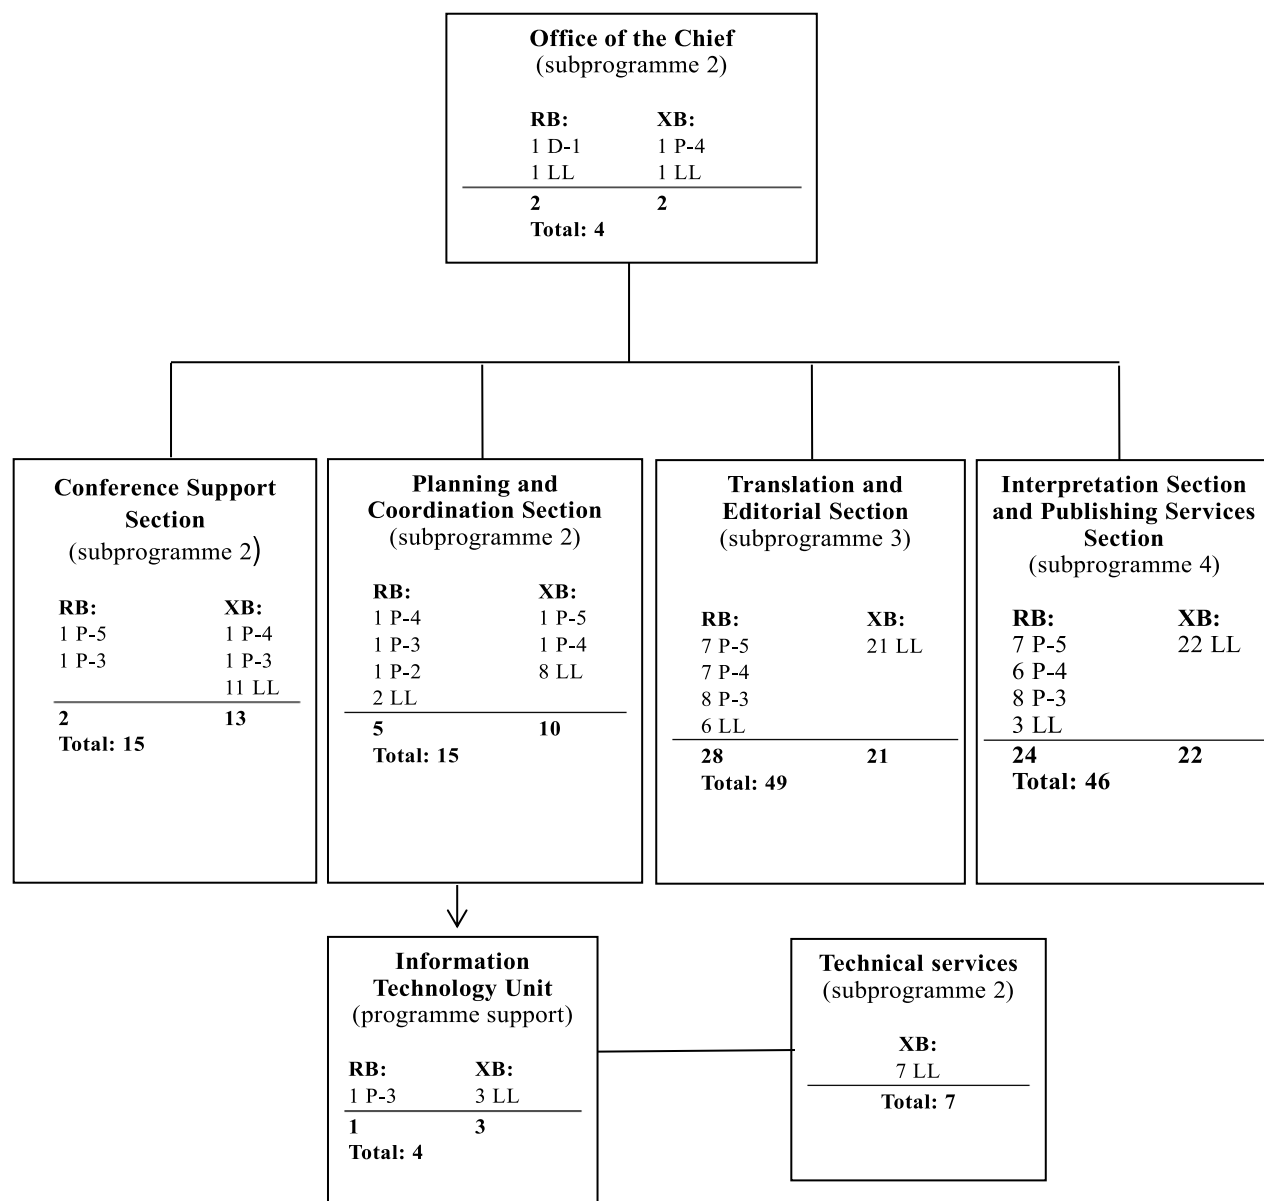 Office of the Chief
(subprogramme 2)
RB: XB:
1 D-1 1 P-4
1 LL 1 LL
2 2
Total: 4
Conference Support
Section
(subprogramme 2)
RB: XB:
1 P-5 1 P-4
1 P-3 1 P-3
11 LL
2 13
Total: 15
Planning and
Coordination Section
(subprogramme 2)
RB: XB:
1 P-4 1 P-5
1 P-3 1 P-4
1 P-2 8 LL
2 LL
5 10
Total: 15
Translation and
Editorial Section
(subprogramme 3)
RB: XB:
7 P-5 21 LL
7 P-4
8 P-3
6 LL
28 21
Total: 49
Interpretation Section
and Publishing Services
Section
(subprogramme 4)
RB: XB:
7 P-5 22 LL
6 P-4
8 P-3
3 LL
24 22
Total: 46
Information
Technology Unit
(programme support)
RB: XB:
1 P-3 3 LL
1 3
Total: 4
Technical services
(subprogramme 2)
XB:
7 LL
Total: 7